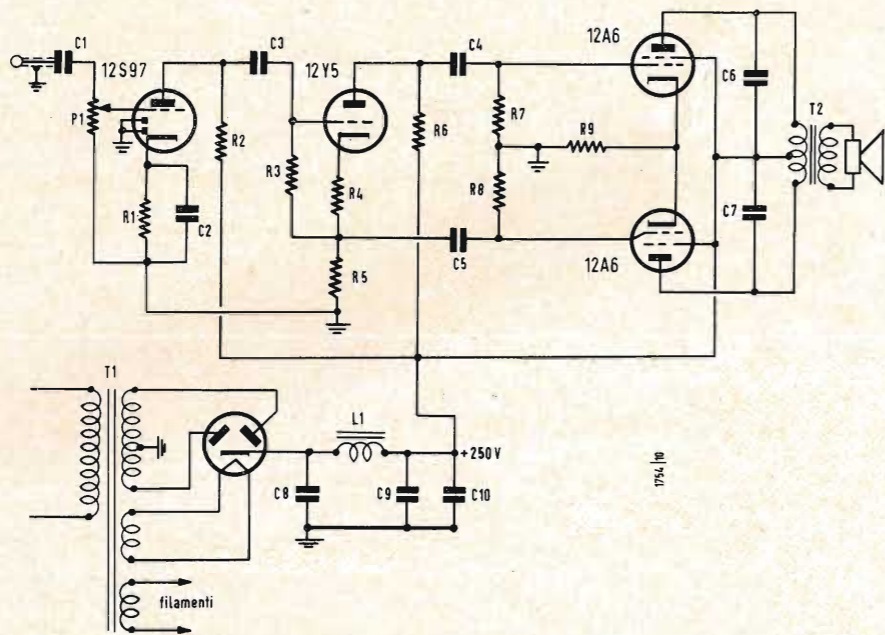 C1
12S97
P1
R1
C2
R2
C3
12Y5
R3
R4
R5
C4
R6
C5
R7
R8
R9
12A6
12A6
C6
C7
T2
T1
L1
+250V
C8
C9
C10
filamenti
1754|10